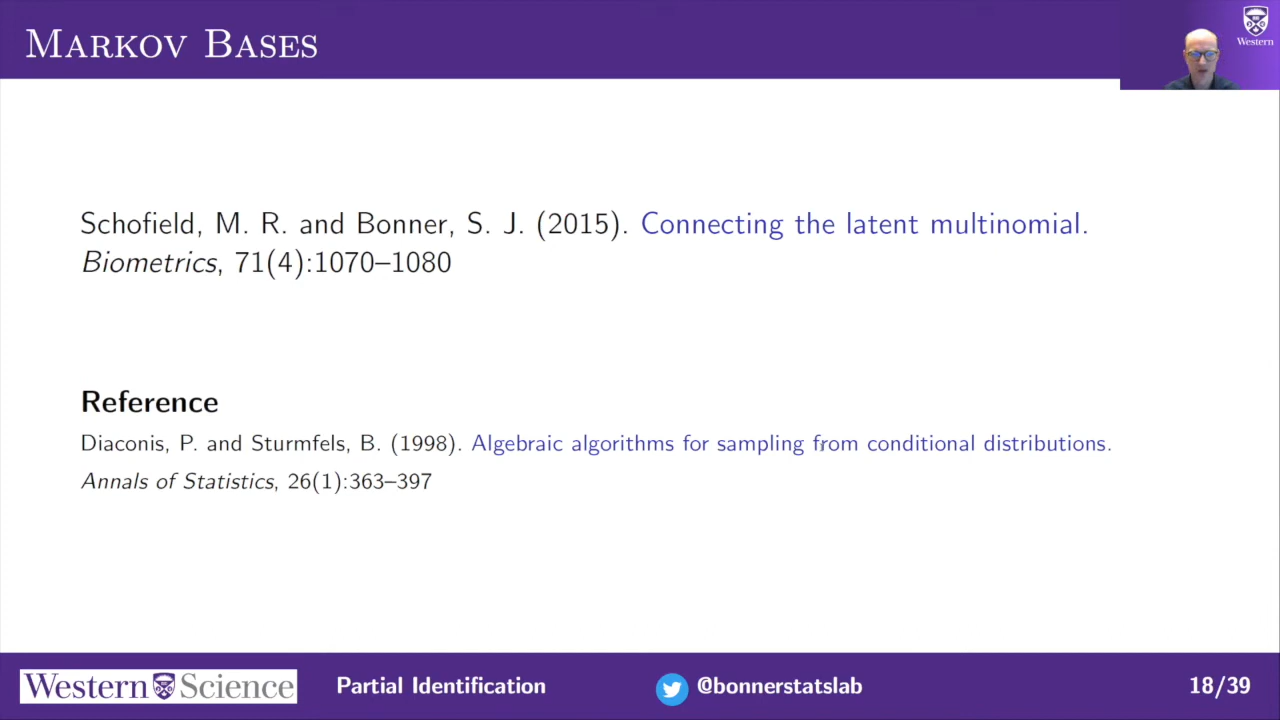 MARKOV BASES
Western
Schofield, M. R. and Bonner, S. J. (2015). Connecting the latent multinomial.
Biometrics, 71(4):1070–1080
Reference
Diaconis, P. and Sturmfels, B. (1998). Algebraic algorithms for sampling from conditional distributions.
Annals of Statistics, 26(1):363–397
Western Science
Partial Identification
@bonnerstatslab
18/39